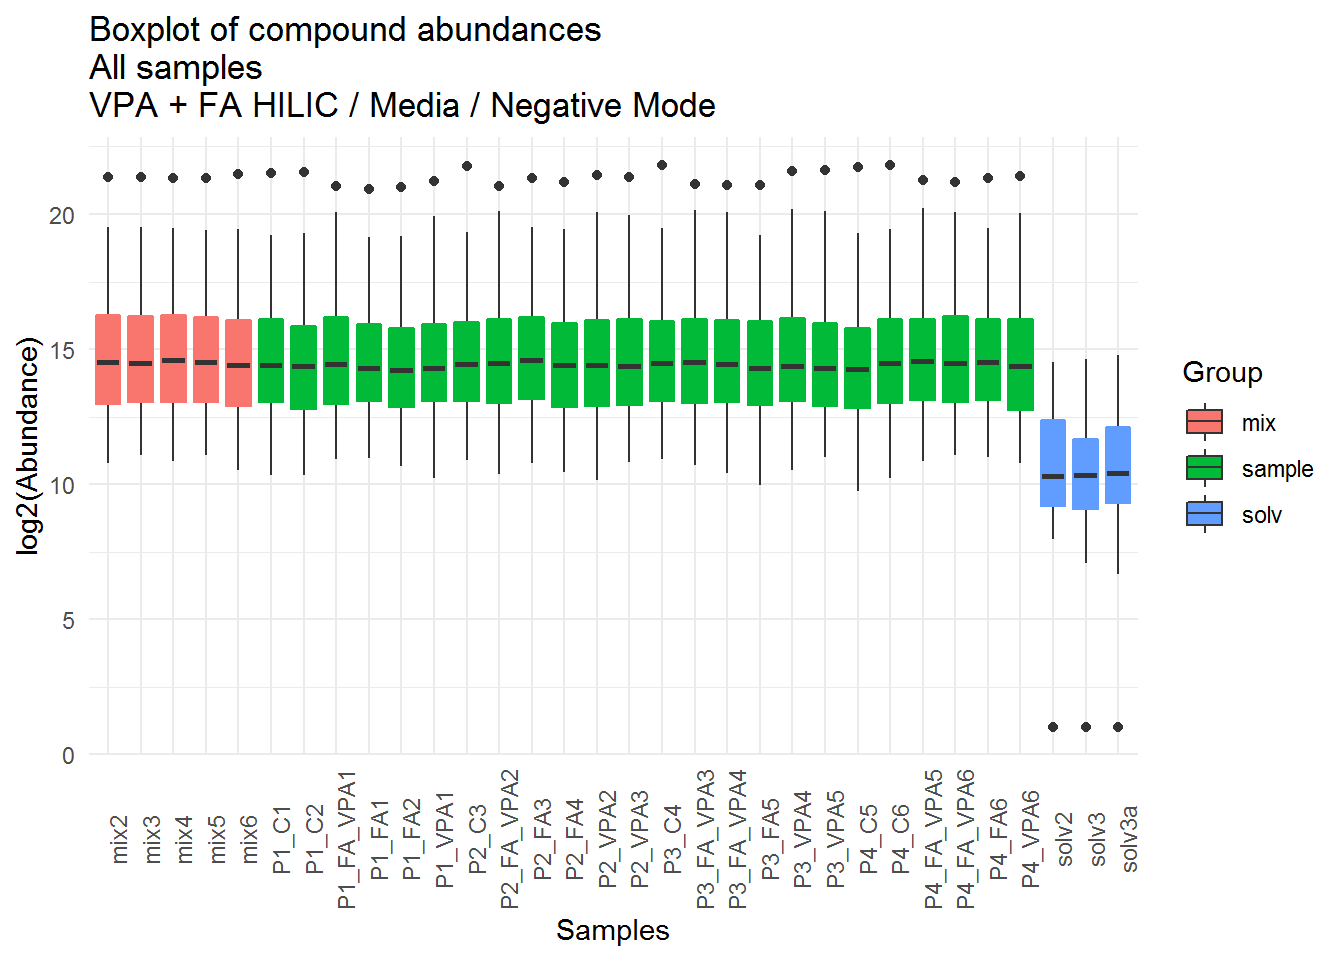 Boxplot of compound abundances
All samples
VPA + FA HILIC / Media / Negative Mode
log2(Abundance)
20
15
10
5
0
mix2
mix3
mix4
mix5
mix6
P1_C1
P1_C2
P1_FA_VPA1
P1_FA1
P1_FA2
P1_VPA1
P2_C3
P2_FA_VPA2
P2_FA3
P2_FA4
P2_VPA2
P2_VPA3
P3_C4
P3_FA_VPA3
P3_FA_VPA4
P3_FA5
P3_VPA4
P3_VPA5
P4_C5
P4_C6
P4_FA_VPA5
P4_FA_VPA6
P4_FA6
P4_VPA6
solv2
solv3
solv3a
Samples
Group
mix
sample
solv